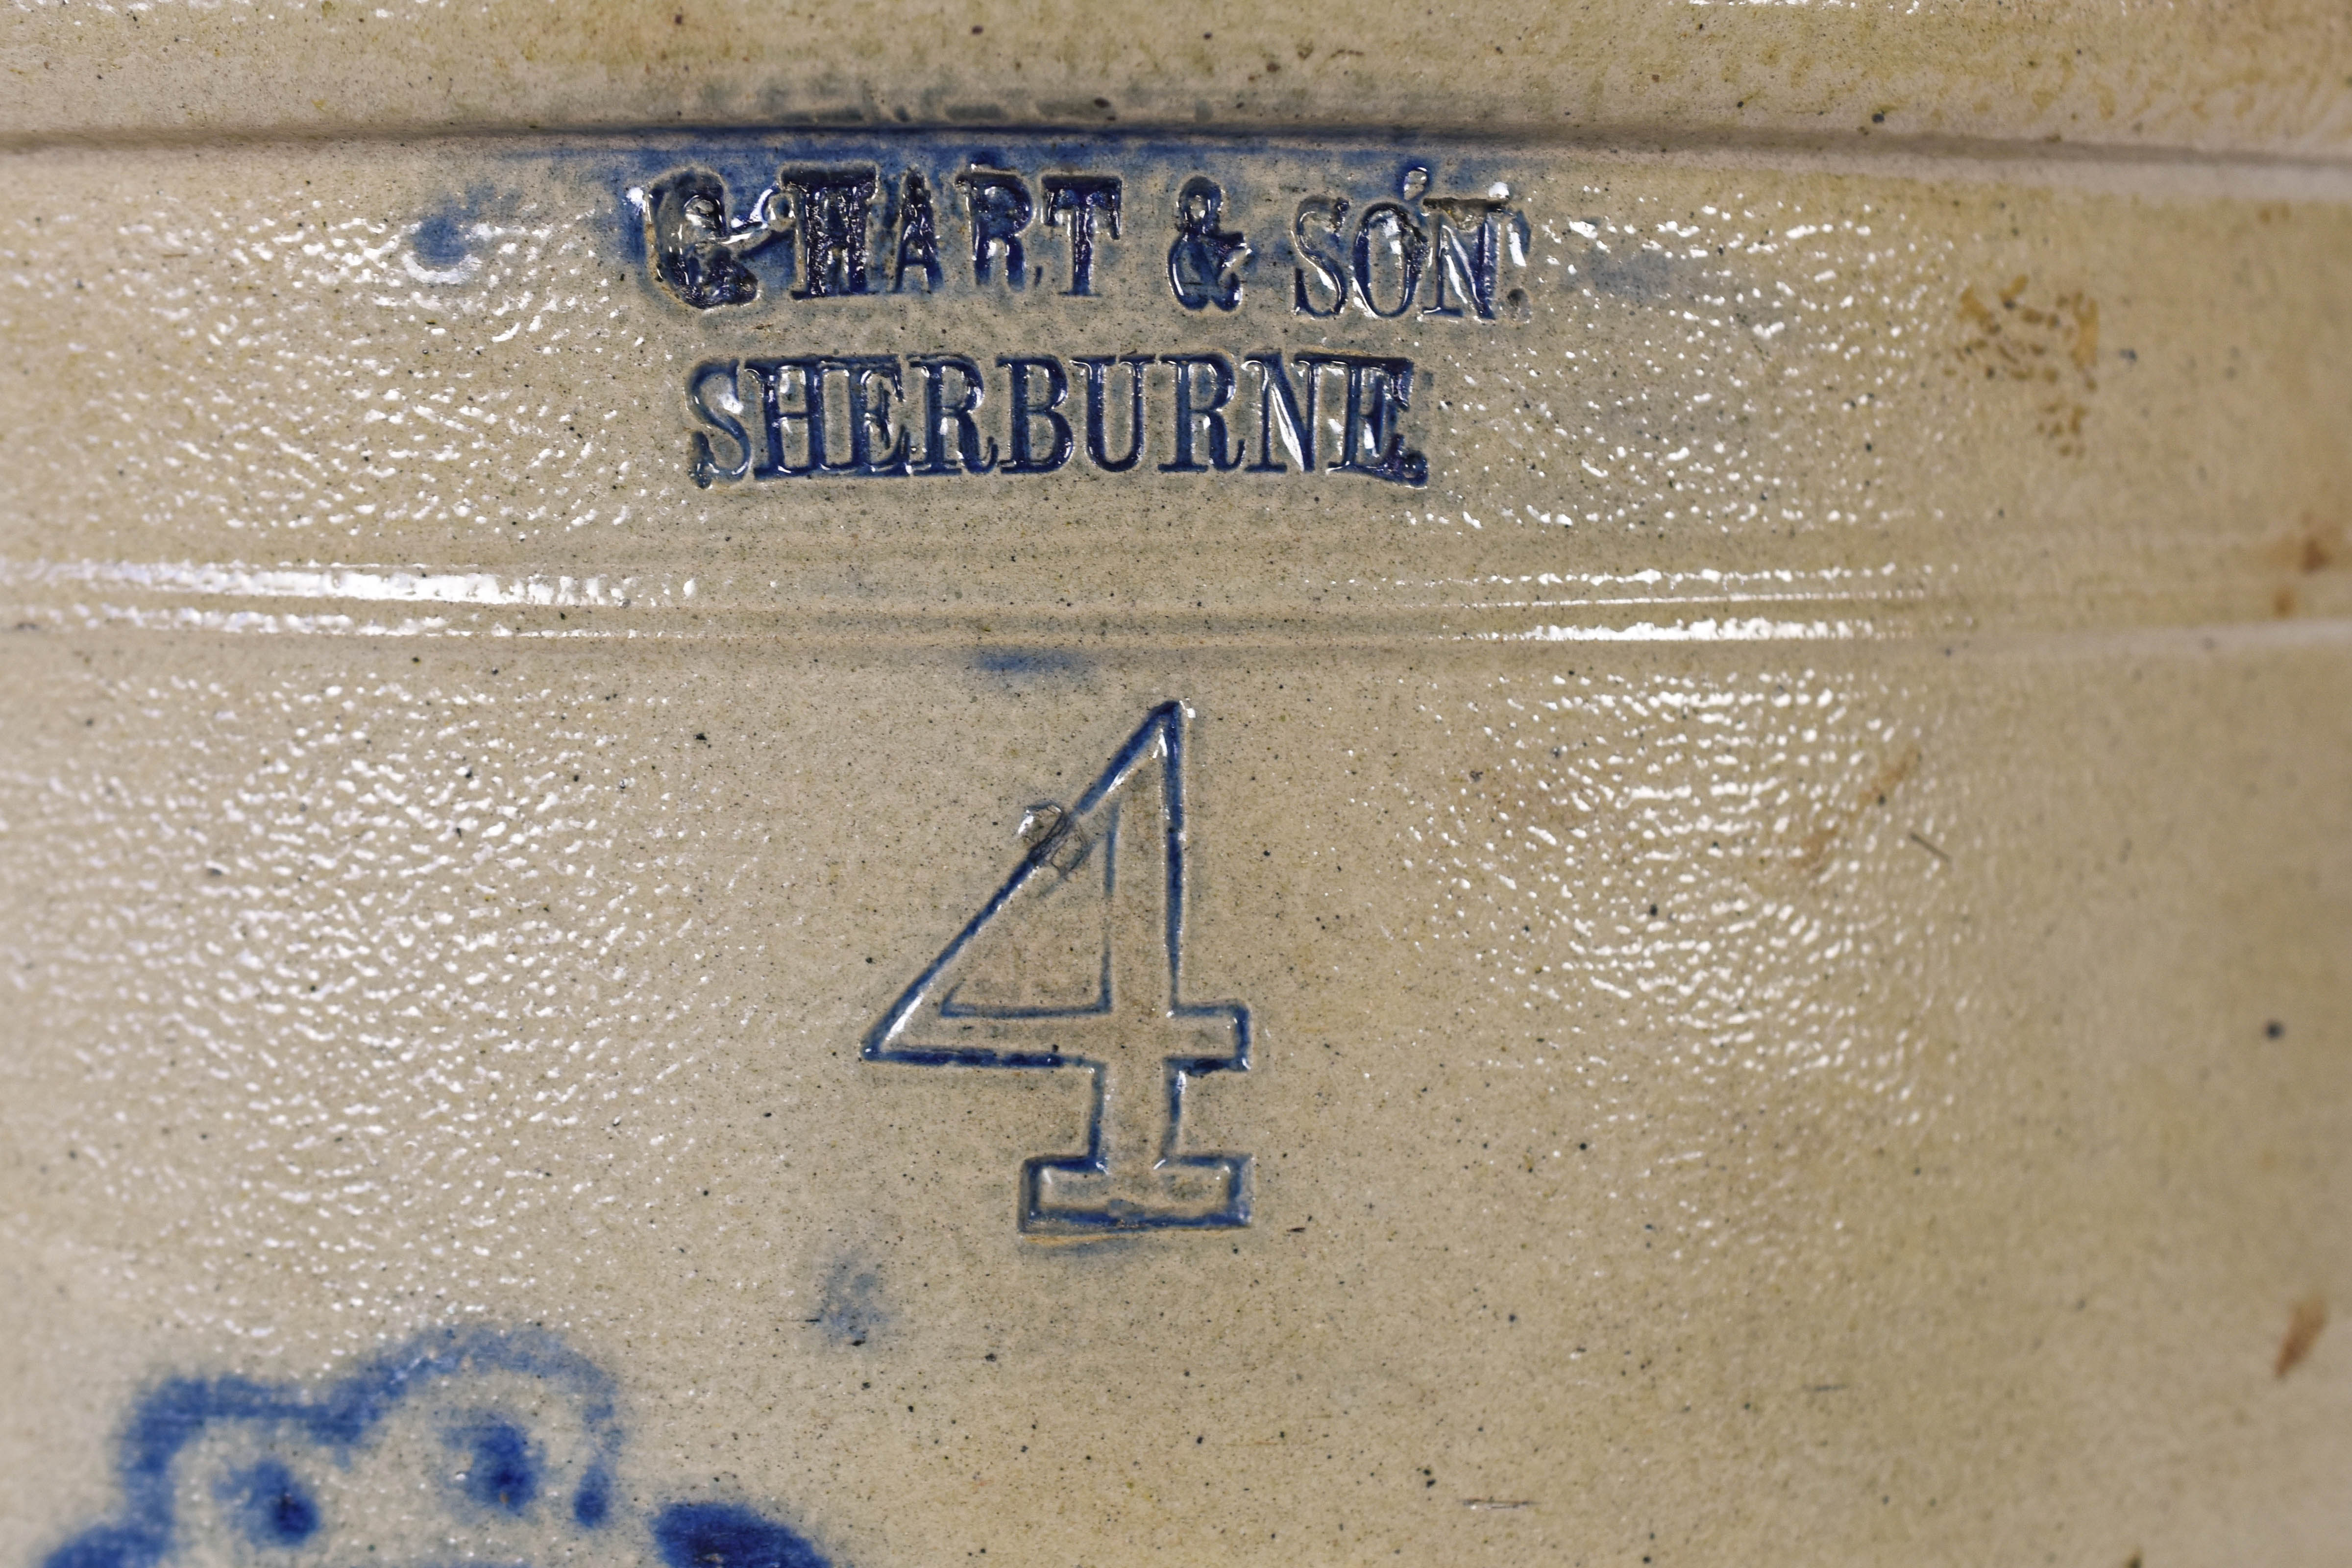 C HART & SON.
SHERBURNE.
4